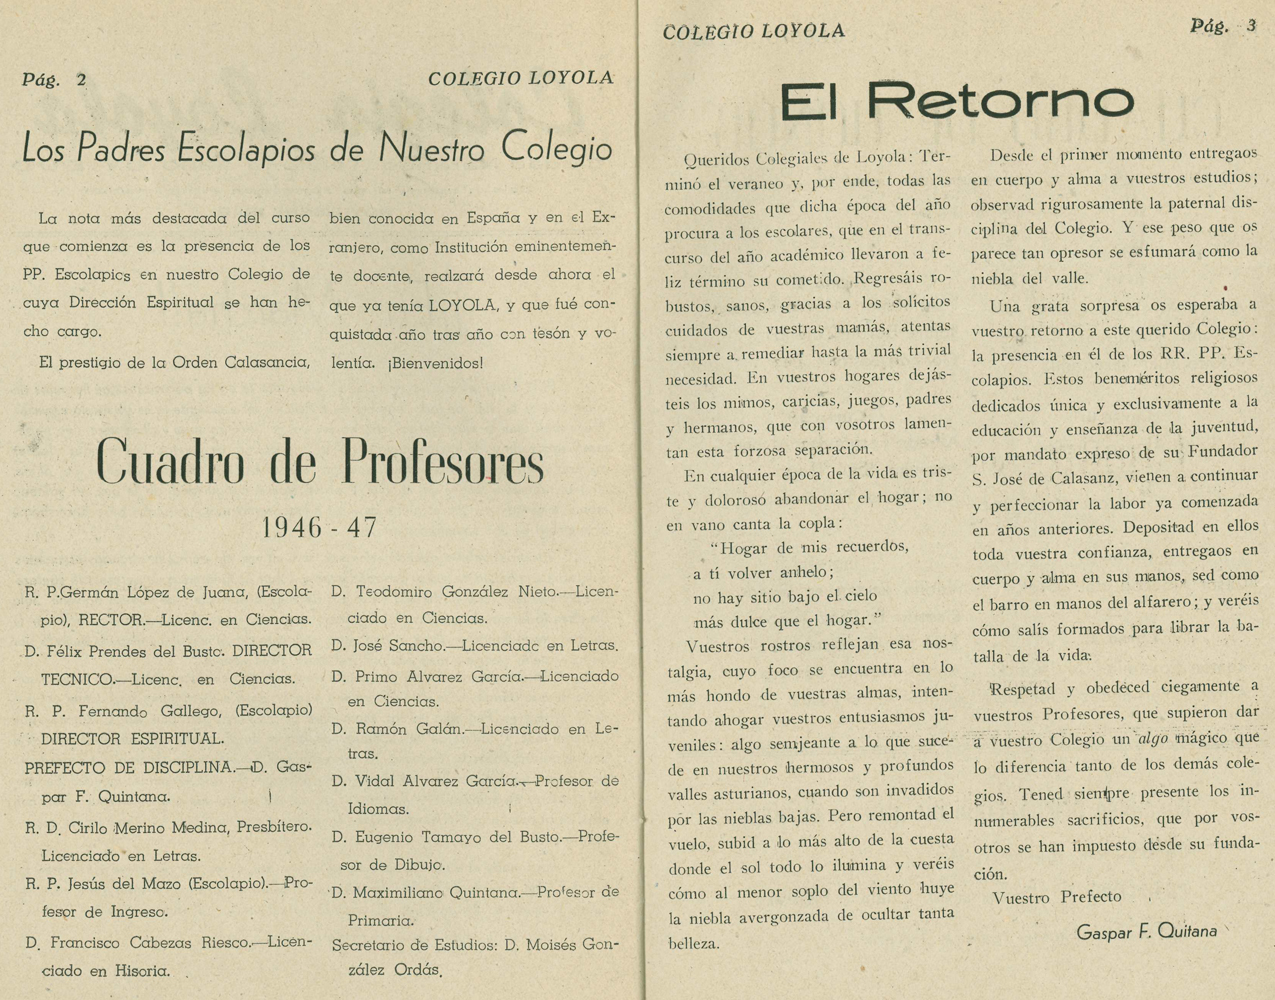 Pág. 2
COLEGIO LOYOLA
Los Padres Escolapios de Nuestro Colegio
La nota más destacada del curso
que comienza es la presencia de los
PP. Escolapios en nuestro Colegio de
cuya Dirección Espiritual se han he-
cho cargo.
El prestigio de la Orden Calasancia,
bien conocida en España y en el Ex-
ranjero, como Institución eminentemen-
te docente, realzará desde ahora el
que ya tenía LOYOLA, y que fué con-
quistada año tras año con tesón y vo-
lentía. ¡Bienvenidos!
Cuadro de Profesores
1946 - 47
R. P.Germán López de Juana, (Escola-
pio), RECTOR.—Licenc. en Ciencias.
D. Félix Prendes del Busto. DIRECTOR
TECNICO.—Licenc. en Ciencias.
R. P. Fernando Gallego, (Escolapio)
DIRECTOR ESPIRITUAL.
PREFECTO DE DISCIPLINA.—D. Gas-
par F. Quintana.
R. D. Cirilo Merino Medina, Presbítero.
Licenciado en Letras.
R. P. Jesús del Mazo (Escolapio).—Pro-
fesor de Ingreso.
D. Francisco Cabezas Riesco.—Licen-
ciado en Hisoria.
D. Teodomiro González Nieto.—Licen-
ciado en Ciencias.
D. José Sancho.—Licenciado en Letras.
D. Primo Alvarez García.—Licenciado
en Ciencias.
D. Ramón Galán.—Licenciado en Le-
tras.
D. Vidal Alvarez García.—Profesor de
Idiomas.
D. Eugenio Tamayo del Busto.—Profe-
sor de Dibujo.
D. Maximiliano Quintana.—Profesor de
Primaria.
Secretario de Estudios: D. Moisés Gon-
zález Ordás.
COLEGIO LOYOLA
Pág. 3
El Retorno
Queridos Colegiales de Loyola: Ter-
minó el veraneo y, por ende, todas las
comodidades que dicha época del año
procura a los escolares, que en el trans-
curso del año académico llevaron a fe-
liz término su cometido. Regresáis ro-
bustos, sanos, gracias a los solícitos
cuidados de vuestras mamás, atentas
siempre a remediar hasta la más trivial
necesidad. En vuestros hogares dejás-
teis los mimos, caricias, juegos, padres
y hermanos, que con vosotros lamen-
tan esta forzosa separación.
En cualquier época de la vida es tris-
te y doloroso abandonar el hogar; no
en vano canta la copla:
"Hogar de mis recuerdos,
a tí volver anhelo;
no hay sitio bajo el cielo
más dulce que el hogar."
Vuestros rostros reflejan esa nos-
talgia, cuyo foco se encuentra en lo
más hondo de vuestras almas, inten-
tando ahogar vuestros entusiasmos ju-
veniles: algo semjeante a lo que suce-
de en nuestros hermosos y profundos
valles asturianos, cuando son invadidos
por las nieblas bajas. Pero remontad el
vuelo, subid a lo más alto de la cuesta
donde el sol todo lo ilumina y veréis
cómo al menor soplo del viento huye
la niebla avergonzada de ocultar tanta
belleza.
Desde el primer momento entregaos
en cuerpo y alma a vuestros estudios;
observad rigurosamente la paternal dis-
ciplina del Colegio. Y ese peso que os
parece tan opresor se esfumará como la
niebla del valle.
Una grata sorpresa os esperaba a
vuestro retorno a este querido Colegio:
la presencia en él de los RR. PP. Es-
colapios. Estos beneméritos religiosos
dedicados única y exclusivamente a la
educación y enseñanza de la juventud,
por mandato expreso de su Fundador
S. José de Calasanz, vienen a continuar
y perfeccionar la labor ya comenzada
en años anteriores. Depositad en ellos
toda vuestra confianza, entregaos en
cuerpo y alma en sus manos, sed como
el barro en manos del alfarero; y veréis
cómo salís formados para librar la ba-
talla de la vida.
Respetad y obedeced ciegamente a
vuestros Profesores, que supieron dar
a vuestro Colegio un algo mágico que
lo diferencia tanto de los demás cole-
gios. Tened siempre presente los in-
numerables sacrificios, que por vos-
otros se han impuesto desde su funda-
ción.
Vuestro Prefecto
Gaspar F. Quitana